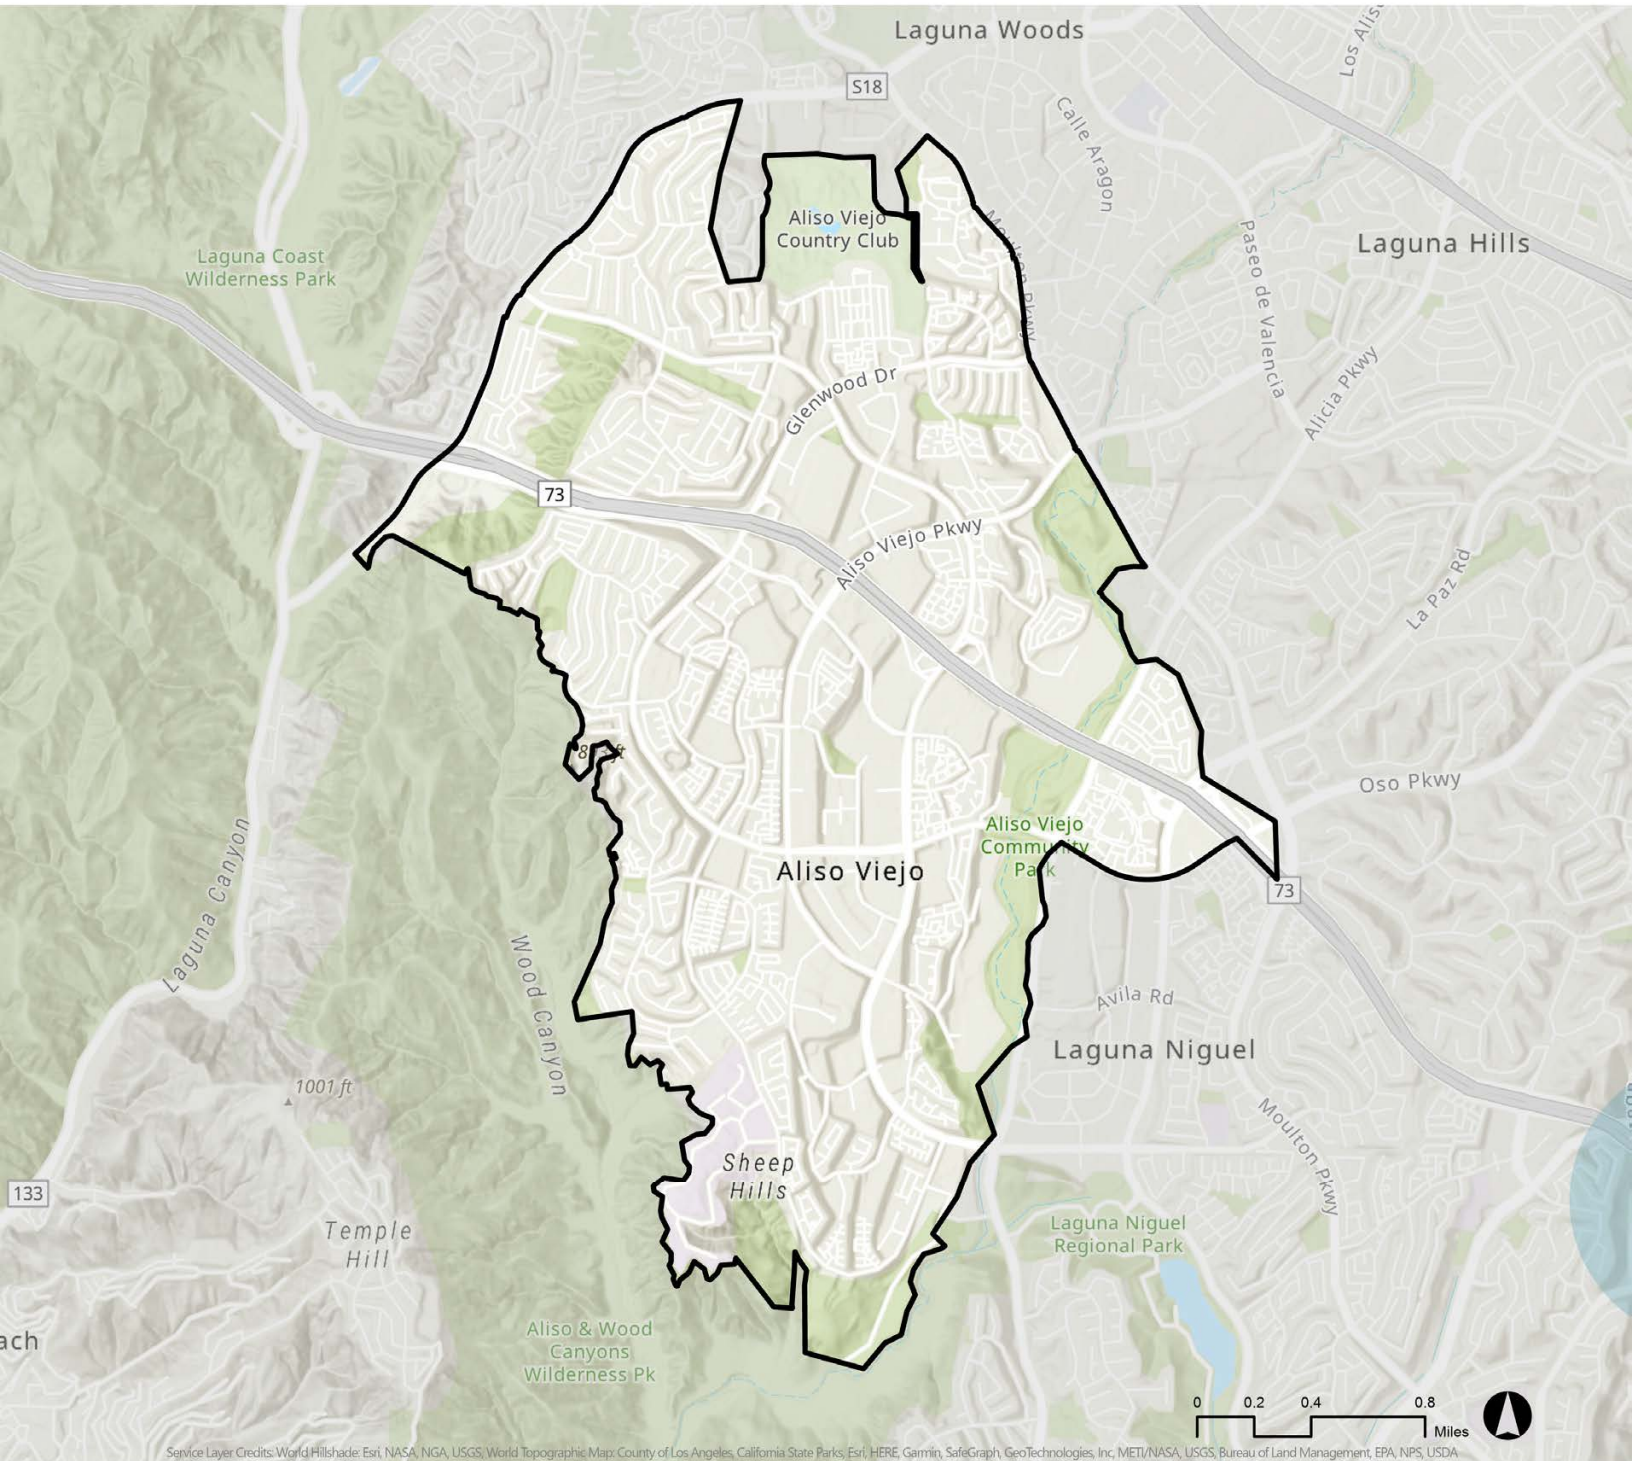 Laguna Woods
S18
Los Aliso
Calle Aragon
Aliso Viejo
Country Club
Moulton Pkwy
Laguna Hills
Laguna Coast
Wilderness Park
Paseo de Valencia
Alicia Pkwy
Glenwood Dr
73
Aliso Viejo Pkwy
La Paz Rd
Oso Pkwy
Aliso Viejo
Community
Park
Aliso Viejo
73
Laguna Canyon
Wood Canyon
Avila Rd
Laguna Niguel
1001 ft
Moulton Pkwy
Sheep
Hills
133
Temple
Hill
Laguna Niguel
Regional Park
Aliso & Wood
Canyons
Wilderness Pk
ach
0 0.2 0.4 0.8
Miles
Service Layer Credits: World Hillshade: Esri, NASA, NGA, USGS, World Topographic Map: County of Los Angeles, California State Parks, Esri, HERE, Garmin, SafeGraph, GeoTechnologies, Inc, METI/NASA, USGS, Bureau of Land Management, EPA, NPS, USDA